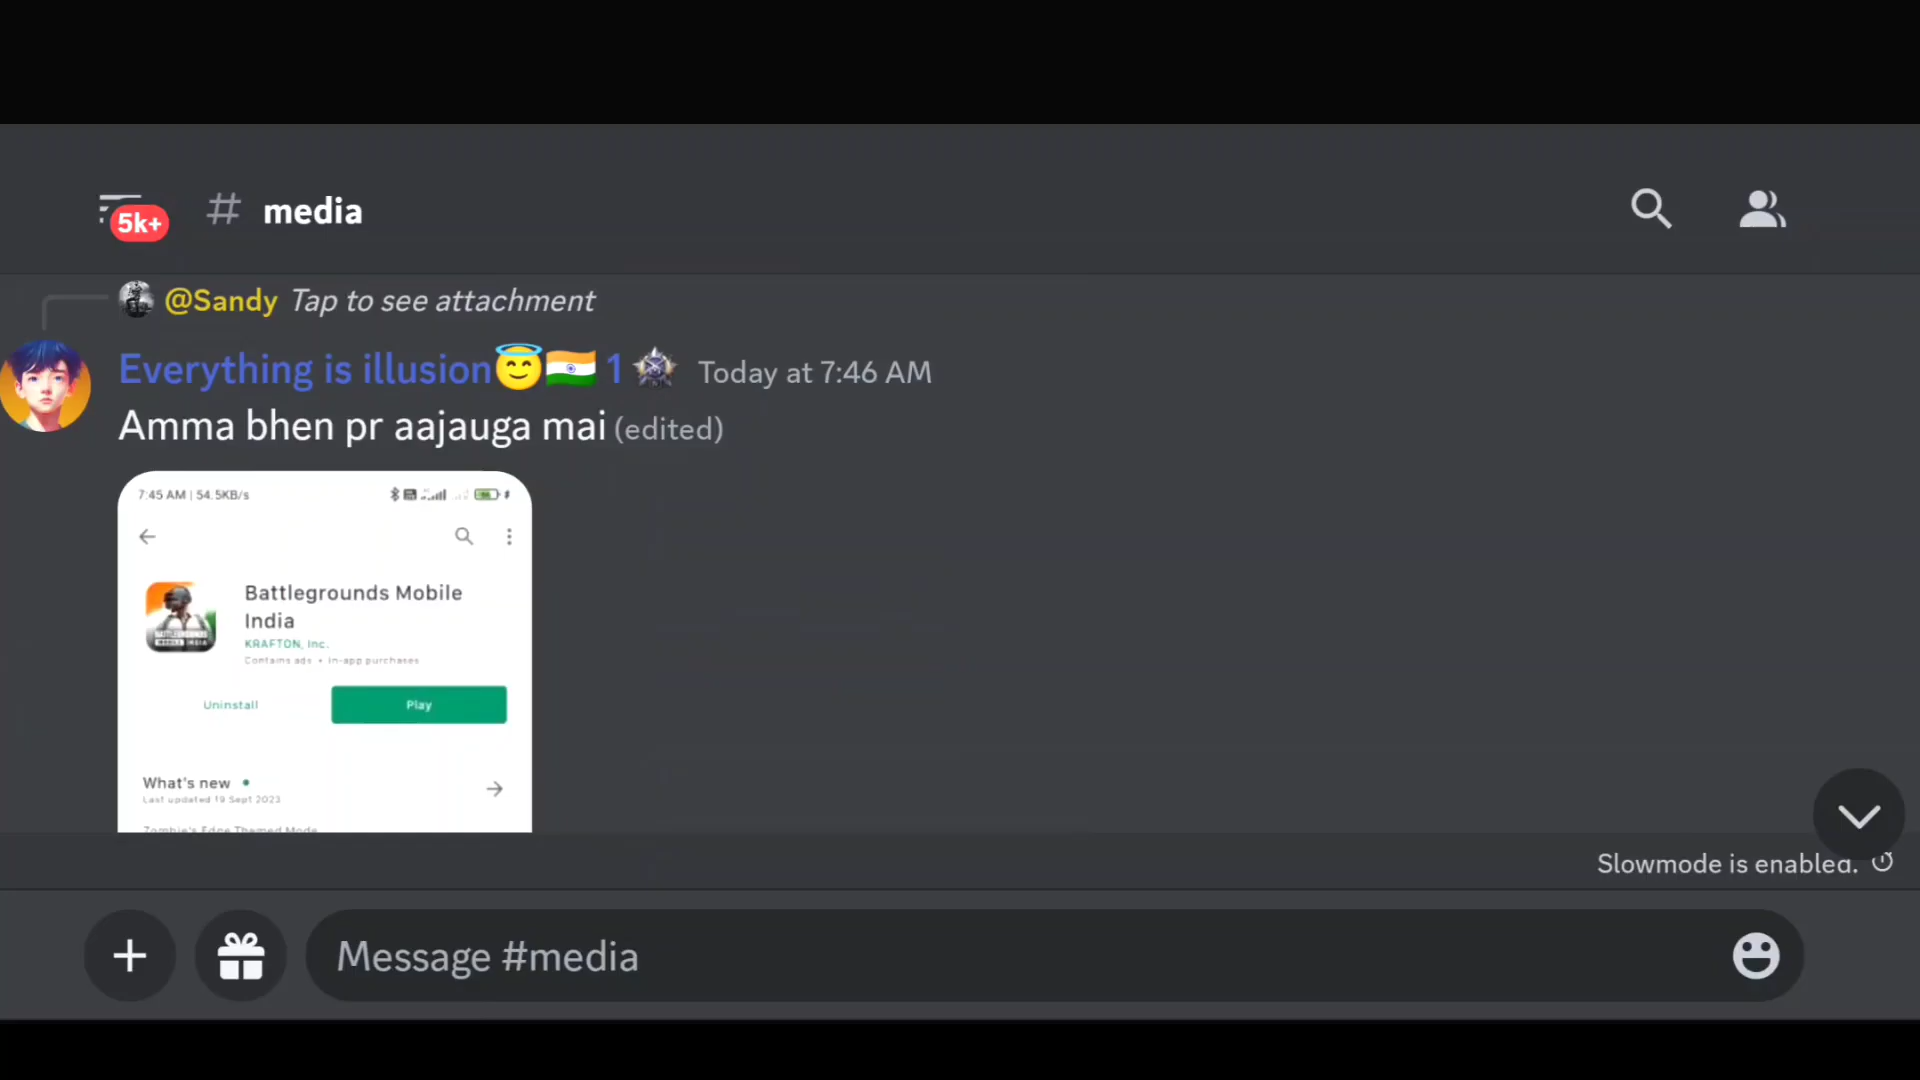 5k+ # media
@Sandy Tap to see attachment
Everything is illusion😇🇮🇳 1 Today at 7:46 AM
Amma bhen pr aajauga mai (edited)
7:45 AM | 54.5KB/s
Battlegrounds Mobile
India
KRAFTON, Inc.
Contains ads • In-app purchases
Uninstall Play
What's new •
Last updated 19 Sept 2023
Zombie's Edge Themed Mode
Slowmode is enabled.
Message #media